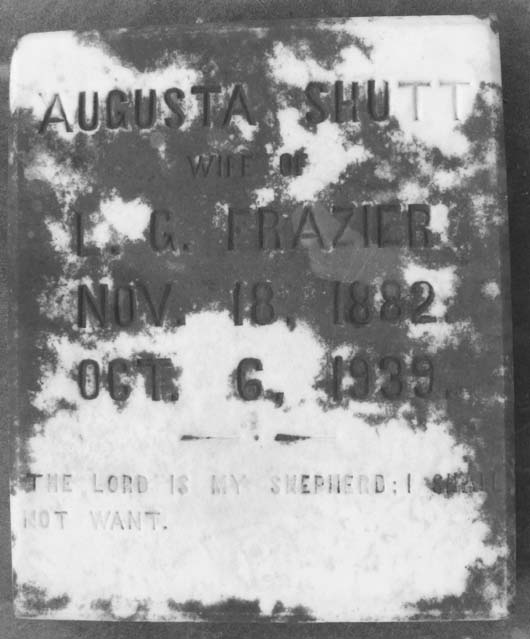 AUGUSTA SHUTT
WIFE OF
L. G. FRAZIER
NOV. 18, 1882.
OCT. 6, 1939.
THE LORD IS MY SHEPHERD; I SHALL
NOT WANT.